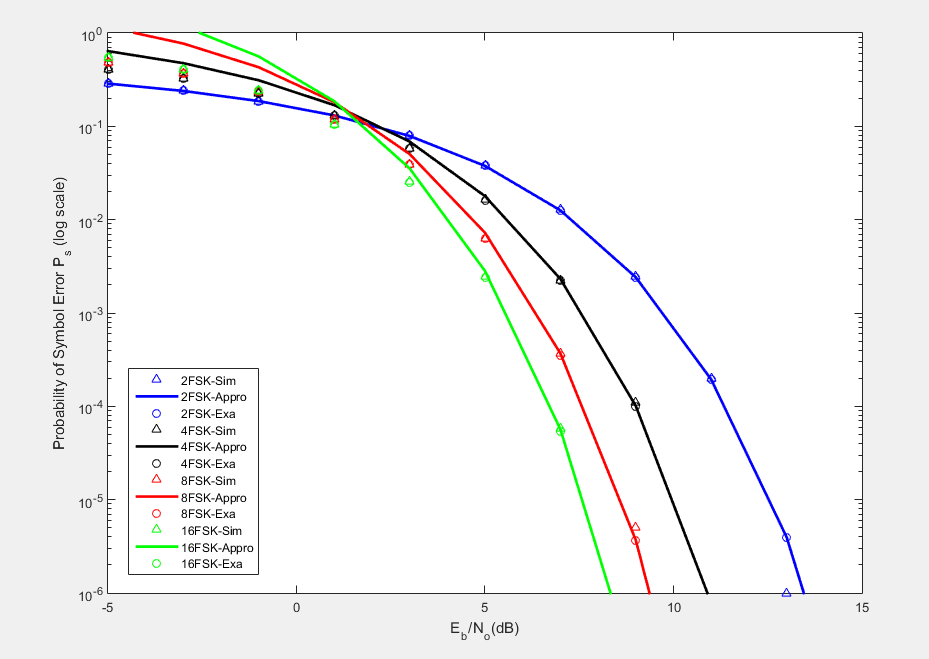 10^0
10^-1
10^-2
10^-3
10^-4
10^-5
10^-6
Probability of Symbol Error P_s (log scale)
2FSK-Sim
2FSK-Appro
2FSK-Exa
4FSK-Sim
4FSK-Appro
4FSK-Exa
8FSK-Sim
8FSK-Appro
8FSK-Exa
16FSK-Sim
16FSK-Appro
16FSK-Exa
-5 0 5 10 15
E_b/N_o(dB)